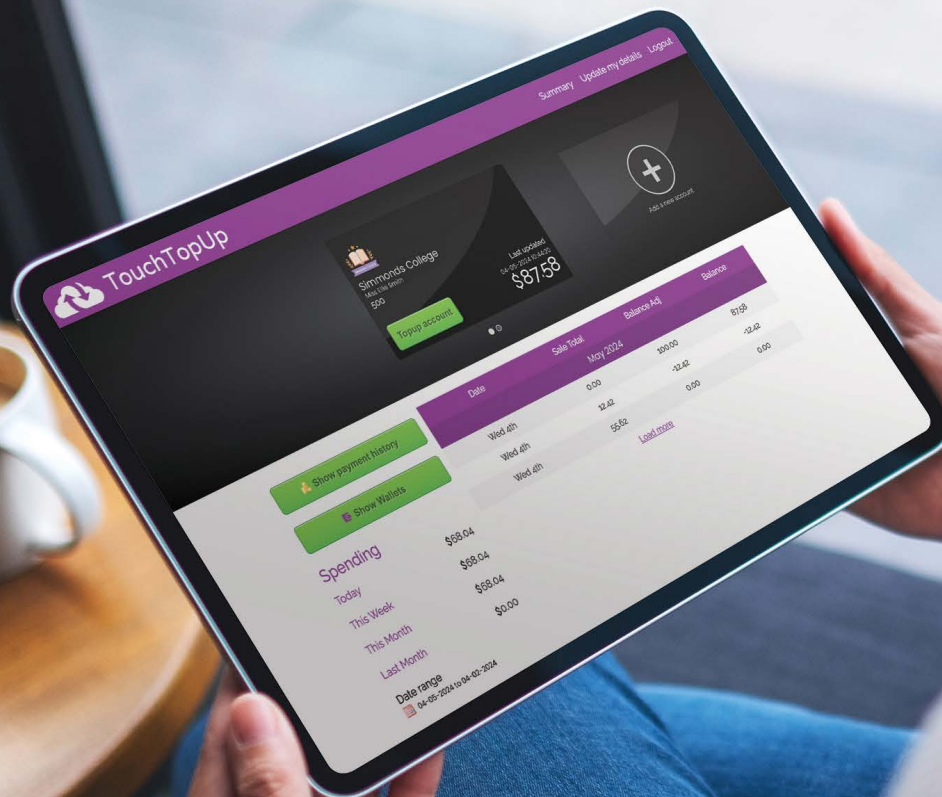 Summary Update my details Logout
TouchTopUp
Simmonds College
Miss Ellie Smith
500
Last updated
04-05-2024 10:44:20
$87.58
Topup account
Add a new account
Date Sale Total Balance Adj Balance
May 2024
Wed 4th 0.00 100.00 87.58
Wed 4th 12.42 -12.42 -12.42
Wed 4th 55.62 0.00 0.00
Load more
Show payment history
Show Wallets
Spending
Today $68.04
This Week $68.04
This Month $68.04
Last Month $0.00
Date range
04-05-2024 to 04-02-2024